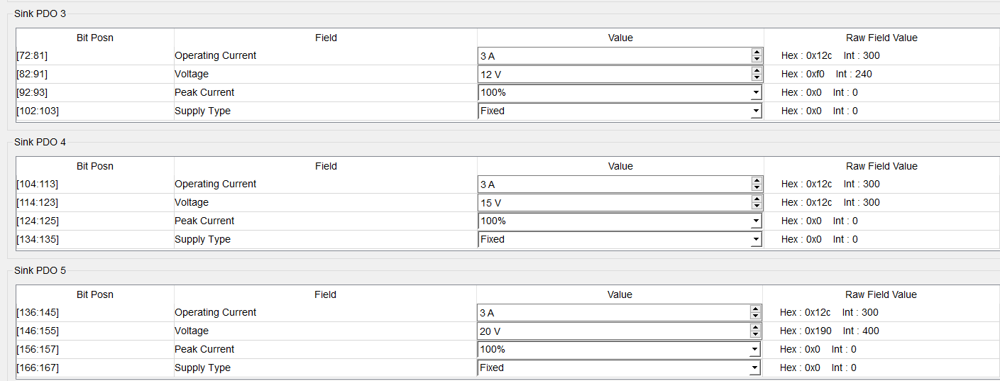 Sink PDO 3
Bit Posn Field Value Raw Field Value
[72:81] Operating Current 3 A Hex : 0x12c Int : 300
[82:91] Voltage 12 V Hex : 0xf0 Int : 240
[92:93] Peak Current 100% Hex : 0x0 Int : 0
[102:103] Supply Type Fixed Hex : 0x0 Int : 0
Sink PDO 4
Bit Posn Field Value Raw Field Value
[104:113] Operating Current 3 A Hex : 0x12c Int : 300
[114:123] Voltage 15 V Hex : 0x12c Int : 300
[124:125] Peak Current 100% Hex : 0x0 Int : 0
[134:135] Supply Type Fixed Hex : 0x0 Int : 0
Sink PDO 5
Bit Posn Field Value Raw Field Value
[136:145] Operating Current 3 A Hex : 0x12c Int : 300
[146:155] Voltage 20 V Hex : 0x190 Int : 400
[156:157] Peak Current 100% Hex : 0x0 Int : 0
[166:167] Supply Type Fixed Hex : 0x0 Int : 0